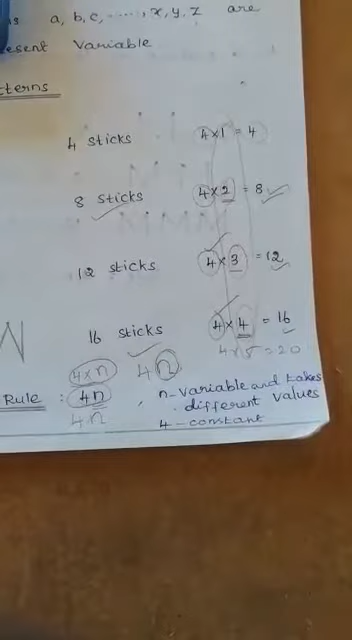 a, b, c, ....., x, y, z are
esent Variable
tterns
4 sticks 4×1 = 4
8 sticks 4×2 = 8
12 sticks 4×3 = 12
16 sticks 4×4 = 16
4×n 4n 4×5=20
Rule : 4n , n-variable and takes
different values
4n 4-constant